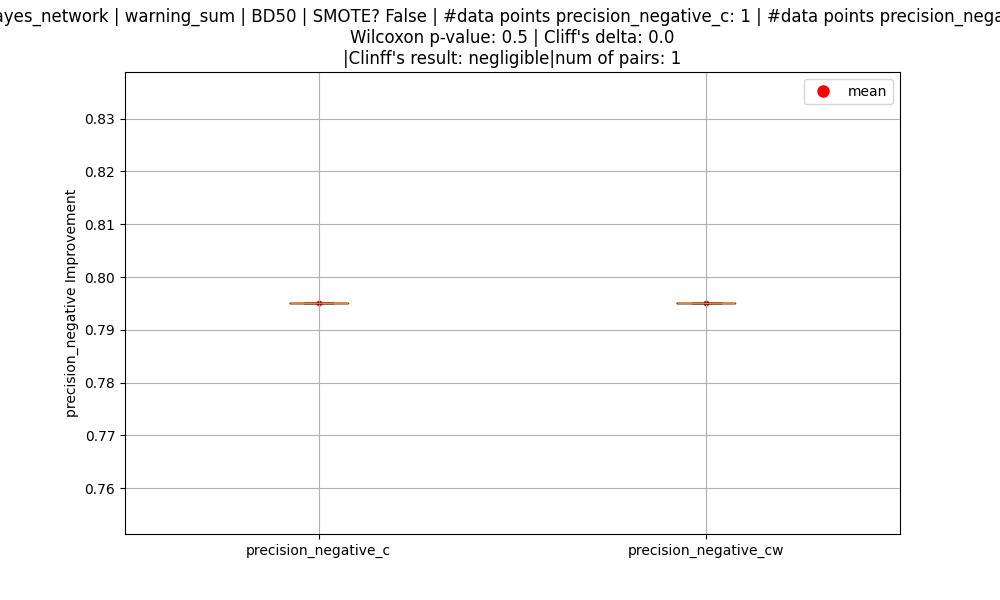 ayes_network | warning_sum | BD50 | SMOTE? False | #data points precision_negative_c: 1 | #data points precision_nega
Wilcoxon p-value: 0.5 | Cliff's delta: 0.0
|Clinff's result: negligible|num of pairs: 1
mean
0.83
0.82
0.81
0.80
0.79
0.78
0.77
0.76
precision_negative Improvement
precision_negative_c
precision_negative_cw